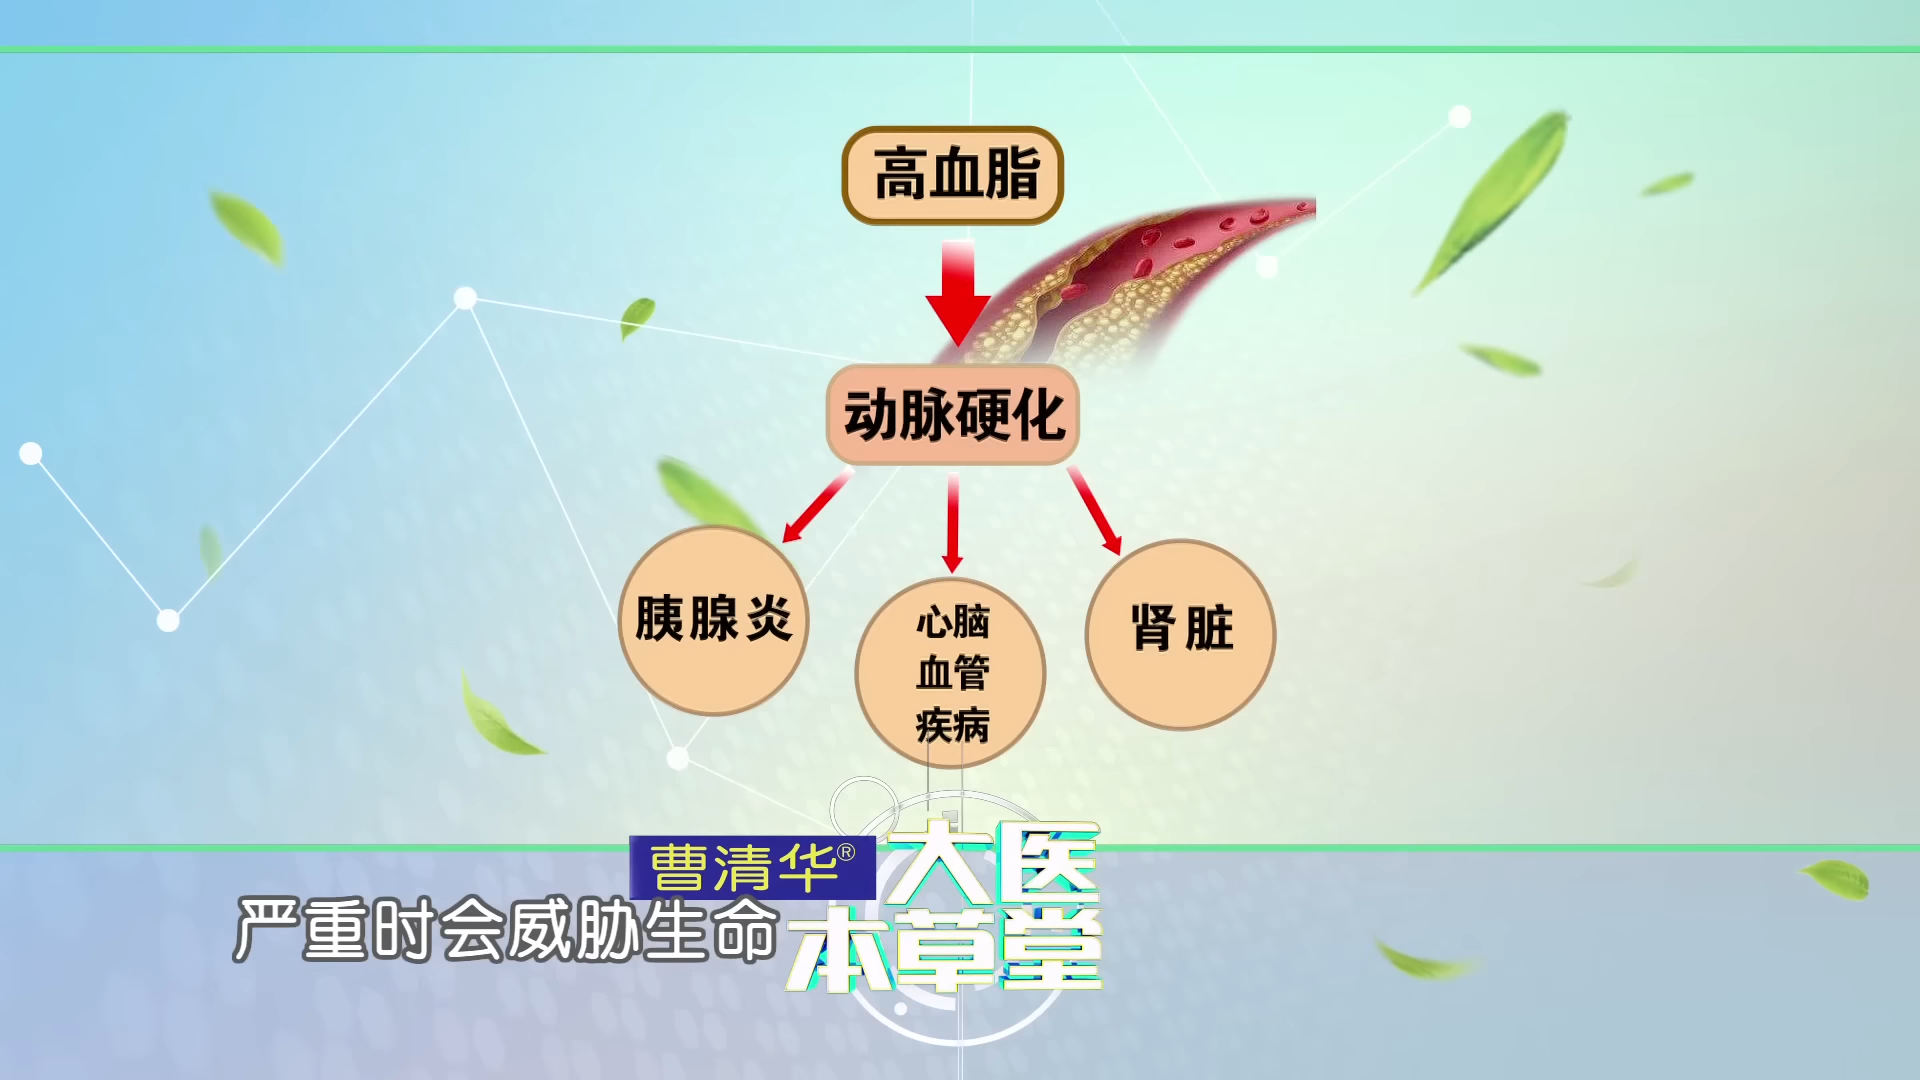 高血脂
动脉硬化
胰腺炎
心脑
血管
疾病
肾脏
曹清华®
大医
本草堂
严重时会威胁生命